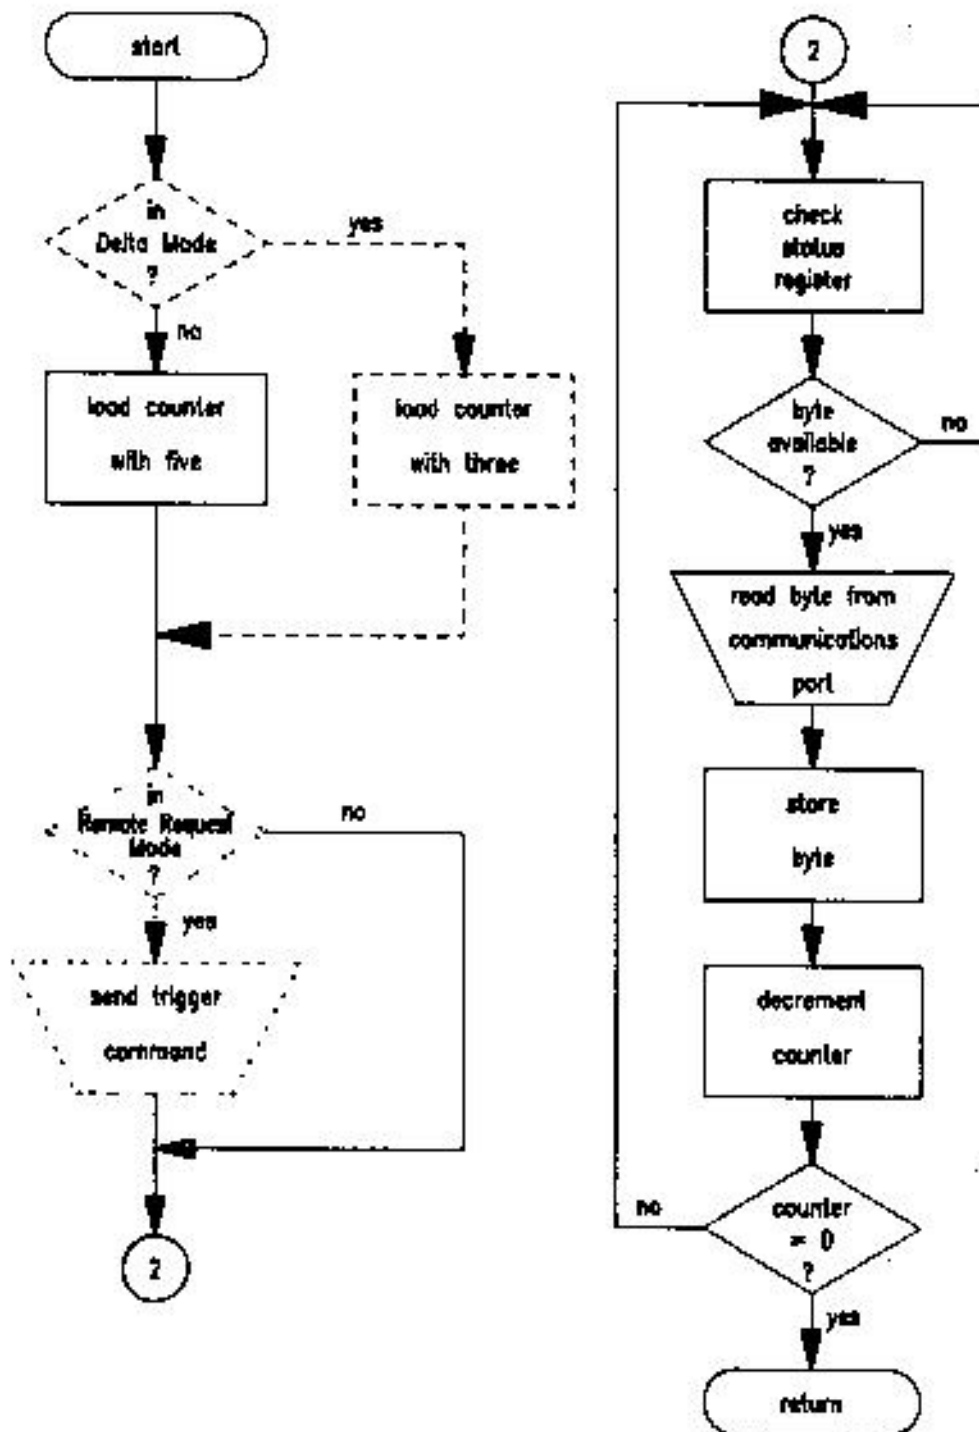 start
in
Delta Mode
?
yes
no
load counter
with five
load counter
with three
in
Remote Request
Mode
?
no
yes
send trigger
command
2
2
check
status
register
byte
available
?
no
yes
read byte from
communications
port
store
byte
decrement
counter
counter
= 0
?
no
yes
return